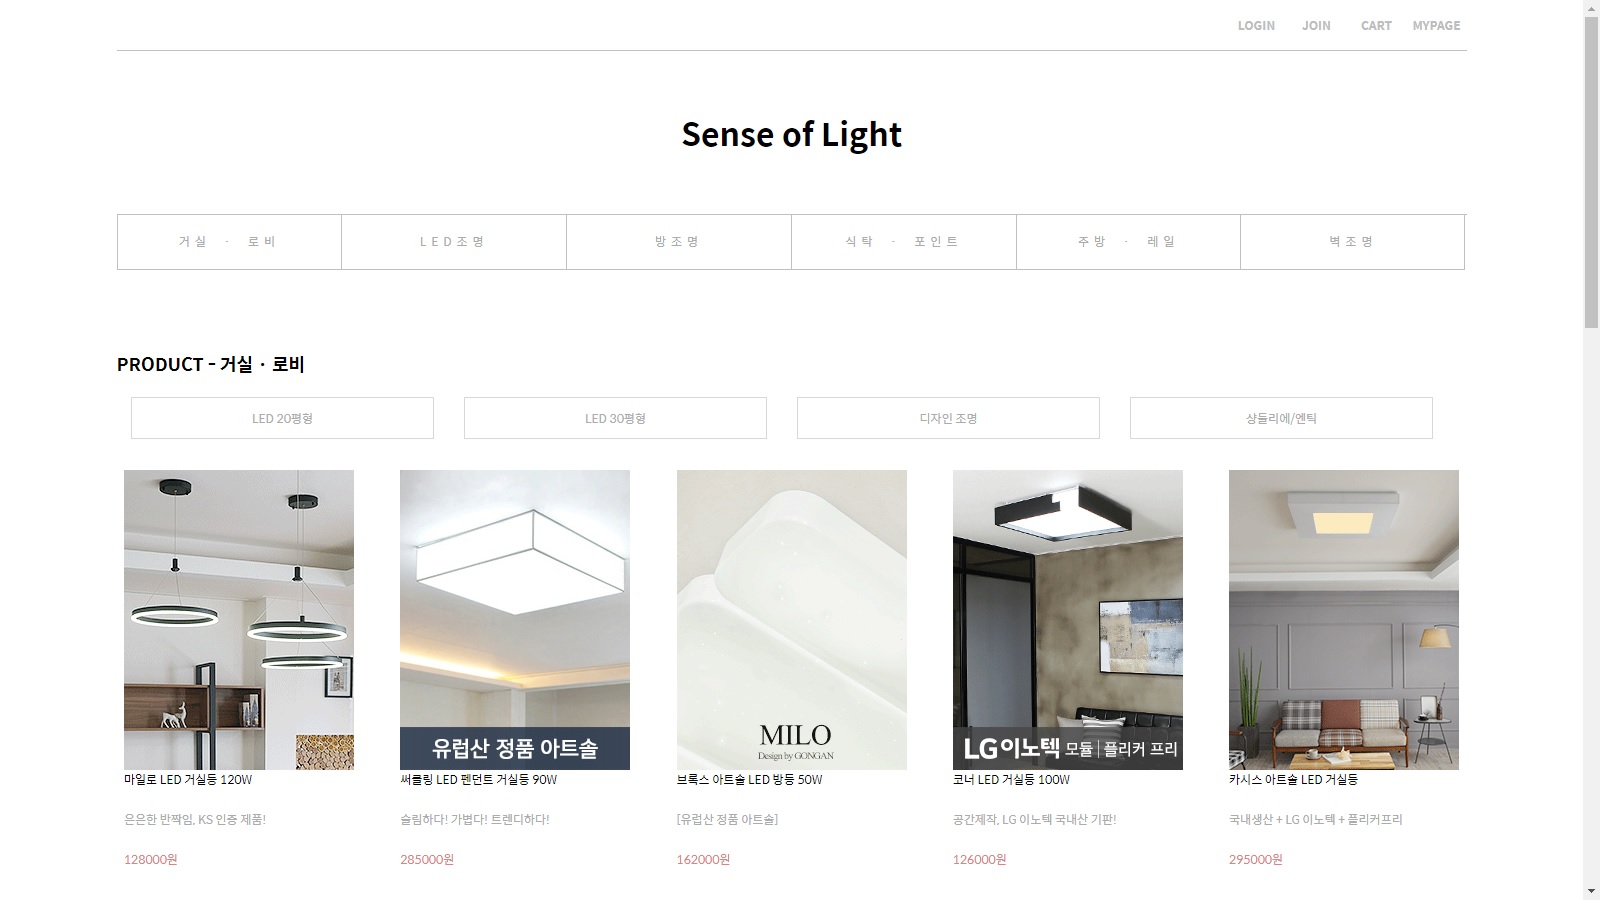 LOGIN JOIN CART MYPAGE
Sense of Light
거실 · 로비 LED조명 방조명 식탁 · 포인트 주방 · 레일 벽조명
PRODUCT - 거실 · 로비
LED 20평형 LED 30평형 디자인 조명 샹들리에/엔틱
유럽산 정품 아트솔
MILO
Design by GONGAN
LG이노텍 모듈 | 플리커 프리
마일로 LED 거실등 120W
은은한 반짝임, KS 인증 제품!
128000원
써클링 LED 펜던트 거실등 90W
슬림하다! 가볍다! 트렌디하다!
285000원
브룩스 아트솔 LED 방등 50W
[유럽산 정품 아트솔]
162000원
코너 LED 거실등 100W
공간제작, LG 이노텍 국내산 기판!
126000원
카시스 아트솔 LED 거실등
국내생산 + LG 이노텍 + 플리커프리
295000원